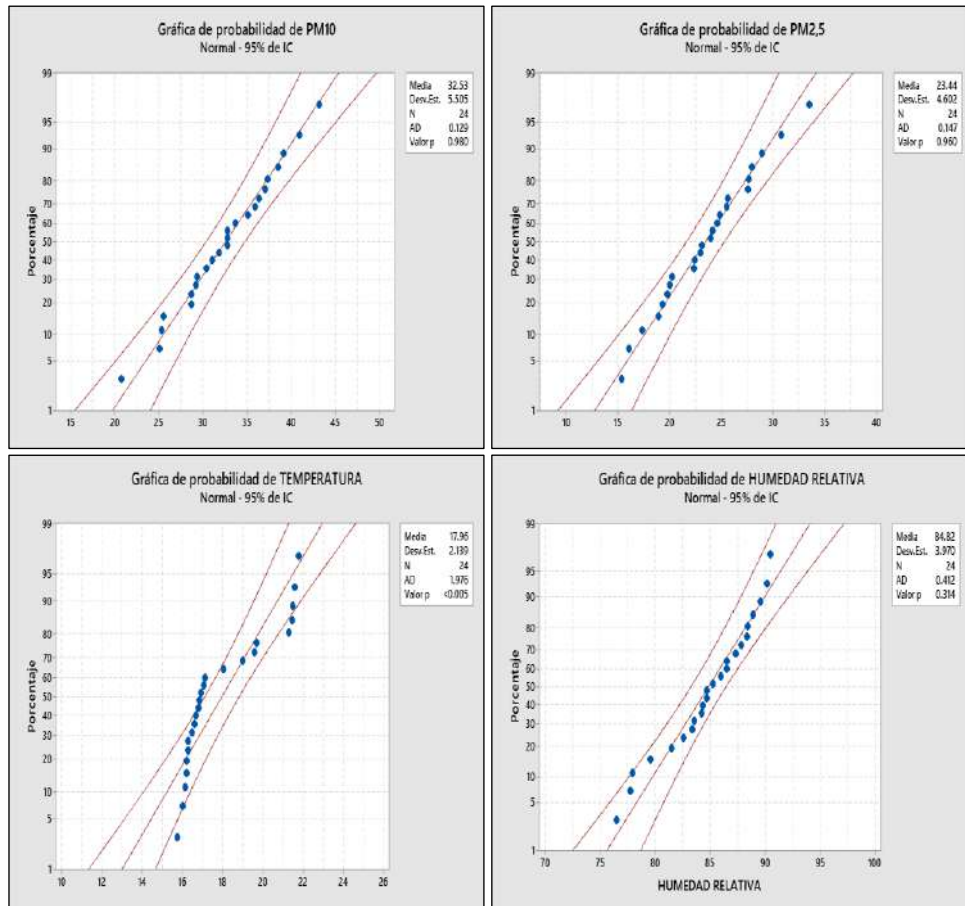 Gráfica de probabilidad de PM10
Normal - 95% de IC
Media 32.53
Desv.Est. 5.505
N 24
AD 0.129
Valor p 0.980
Porcentaje
99
95
90
80
70
60
50
40
30
20
10
5
1
15 20 25 30 35 40 45 50
Gráfica de probabilidad de PM2,5
Normal - 95% de IC
Media 23.44
Desv.Est. 4.602
N 24
AD 0.147
Valor p 0.960
Porcentaje
99
95
90
80
70
60
50
40
30
20
10
5
1
10 15 20 25 30 35 40
Gráfica de probabilidad de TEMPERATURA
Normal - 95% de IC
Media 17.96
Desv.Est. 2.139
N 24
AD 1.976
Valor p <0.005
Porcentaje
99
95
90
80
70
60
50
40
30
20
10
5
1
10 12 14 16 18 20 22 24 26
Gráfica de probabilidad de HUMEDAD RELATIVA
Normal - 95% de IC
Media 84.82
Desv.Est. 3.970
N 24
AD 0.412
Valor p 0.314
Porcentaje
99
95
90
80
70
60
50
40
30
20
10
5
1
70 75 80 85 90 95 100
HUMEDAD RELATIVA